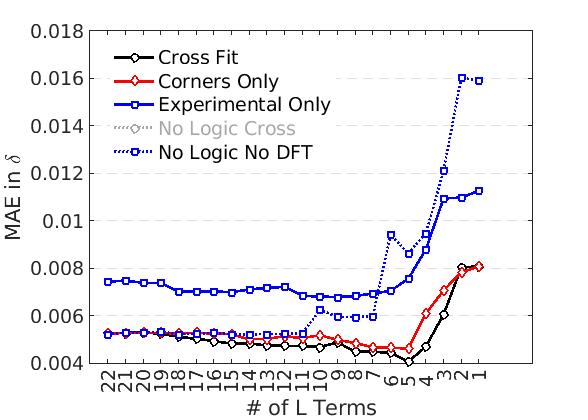 0.018
0.016
0.014
0.012
0.01
0.008
0.006
0.004
MAE in δ
Cross Fit
Corners Only
Experimental Only
No Logic Cross
No Logic No DFT
22 21 20 19 18 17 16 15 14 13 12 11 10 9 8 7 6 5 4 3 2 1
# of L Terms